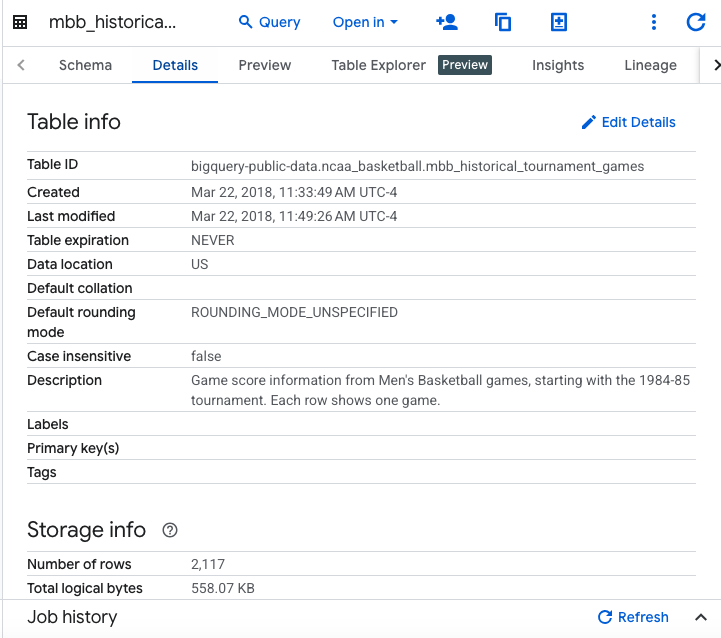 mbb_historica... Query Open in
Schema Details Preview Table Explorer Preview Insights Lineage
Table info Edit Details
Table ID bigquery-public-data.ncaa_basketball.mbb_historical_tournament_games
Created Mar 22, 2018, 11:33:49 AM UTC-4
Last modified Mar 22, 2018, 11:49:26 AM UTC-4
Table expiration NEVER
Data location US
Default collation
Default rounding ROUNDING_MODE_UNSPECIFIED
mode
Case insensitive false
Description Game score information from Men's Basketball games, starting with the 1984-85
tournament. Each row shows one game.
Labels
Primary key(s)
Tags
Storage info
Number of rows 2,117
Total logical bytes 558.07 KB
Job history Refresh